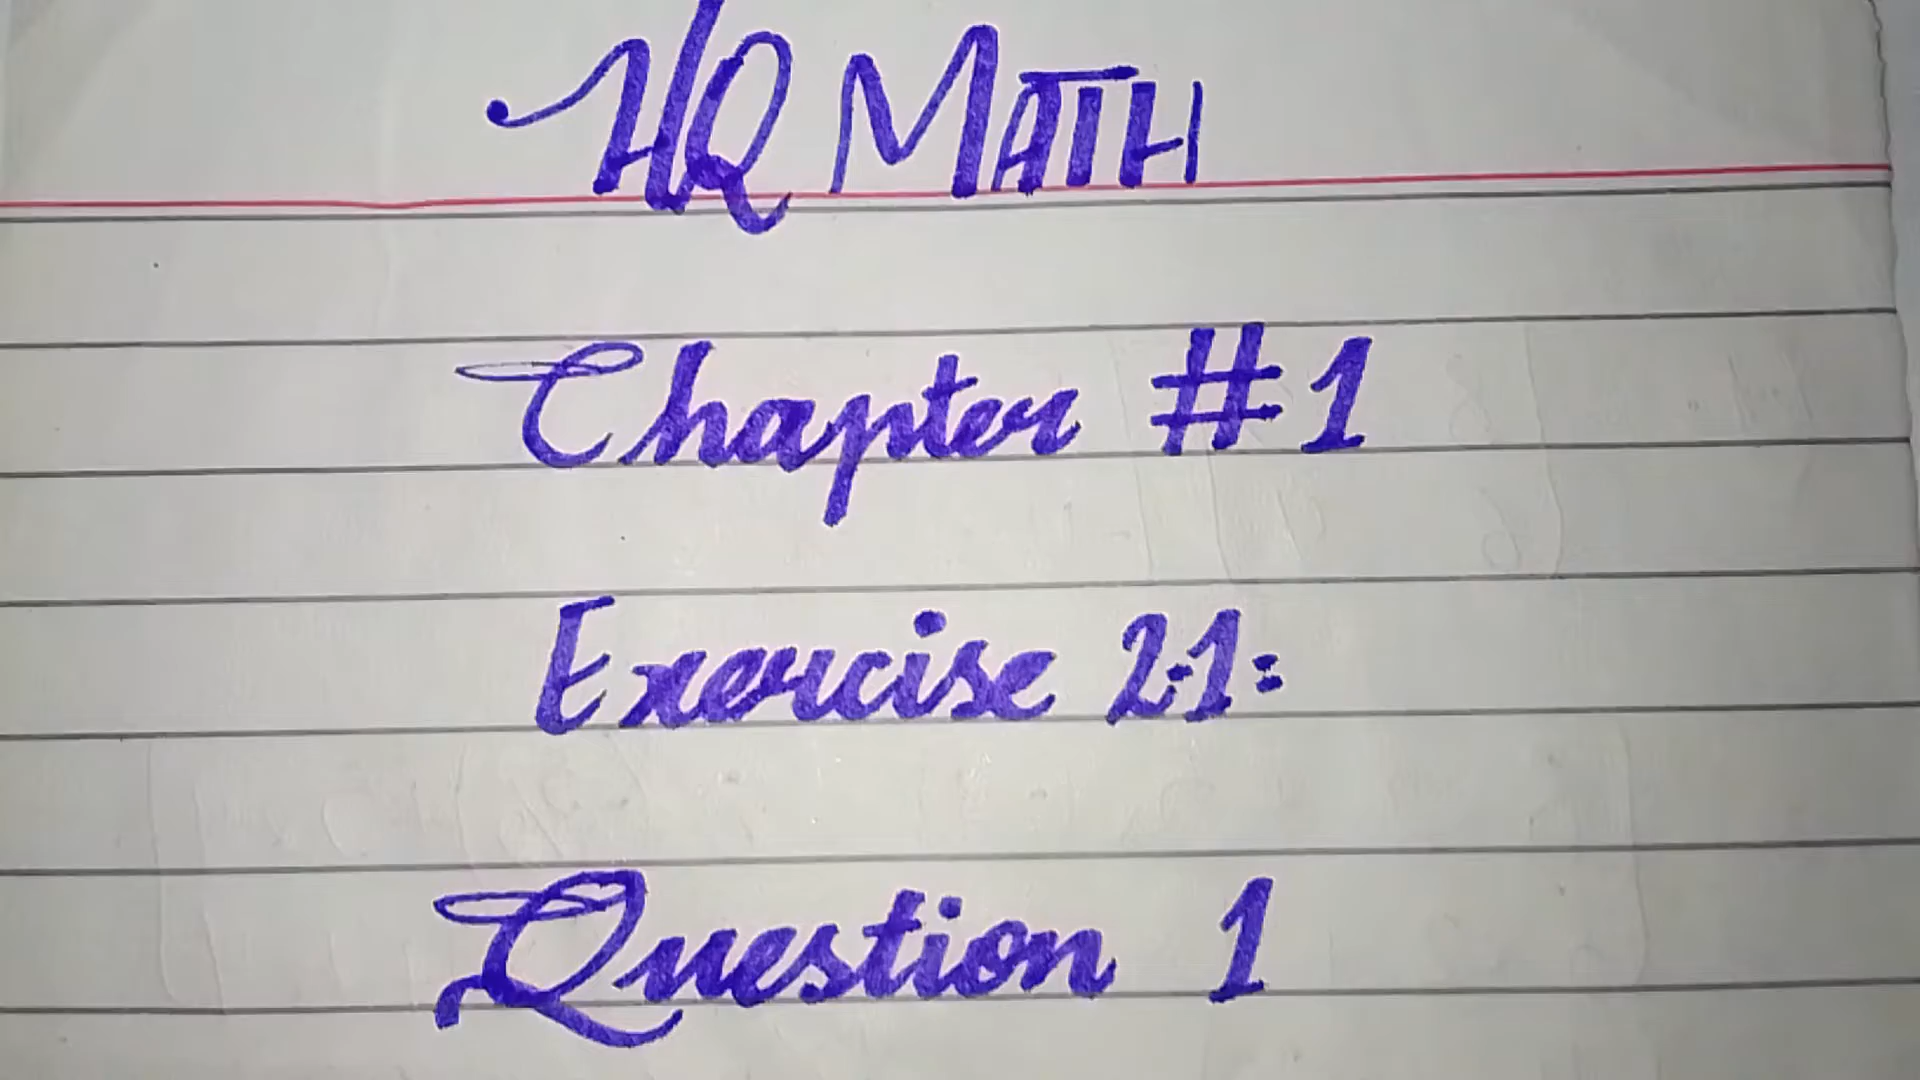 HQ MATH
Chapter #1
Exercise 2.1:
Question 1